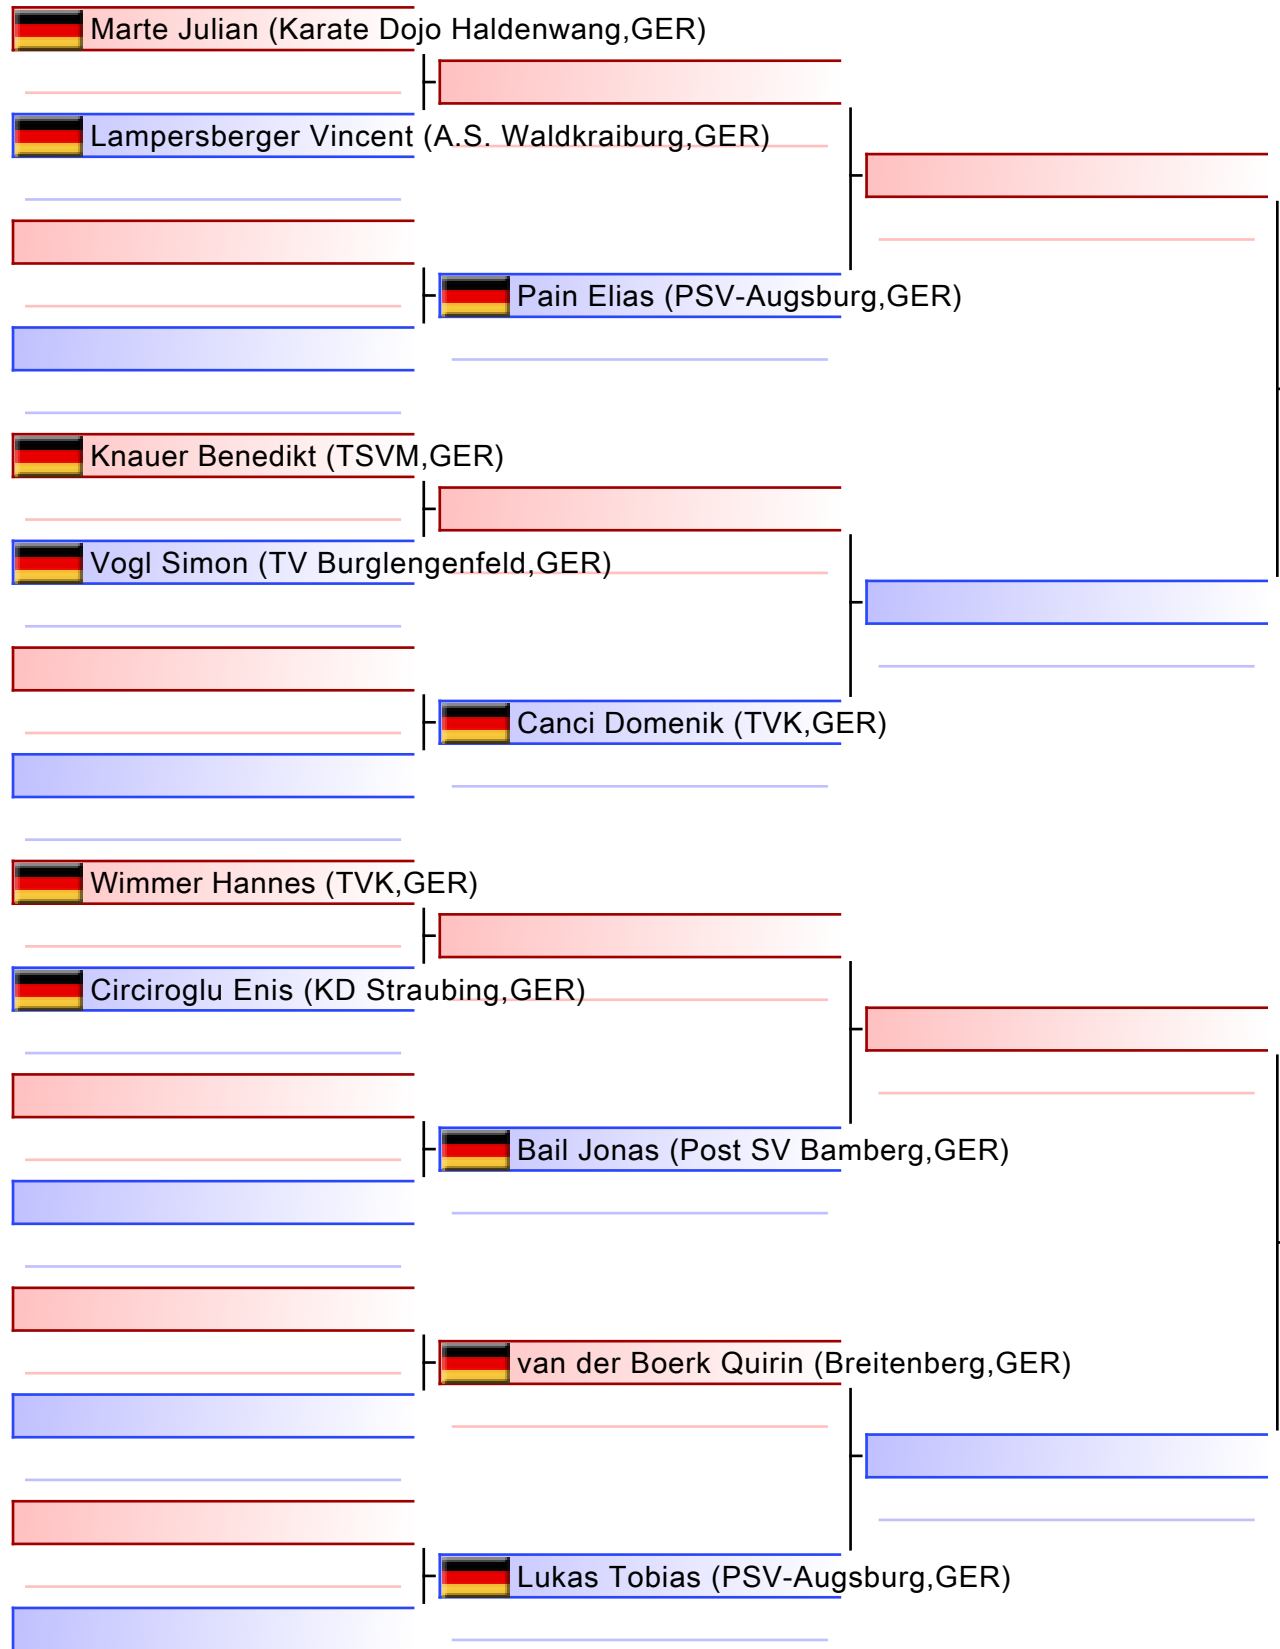 Marte Julian (Karate Dojo Haldenwang,GER)
Lampersberger Vincent (A.S. Waldkraiburg,GER)
Pain Elias (PSV-Augsburg,GER)
Knauer Benedikt (TSVM,GER)
Vogl Simon (TV Burglengenfeld,GER)
Canci Domenik (TVK,GER)
Wimmer Hannes (TVK,GER)
Circiroglu Enis (KD Straubing,GER)
Bail Jonas (Post SV Bamberg,GER)
van der Boerk Quirin (Breitenberg,GER)
Lukas Tobias (PSV-Augsburg,GER)